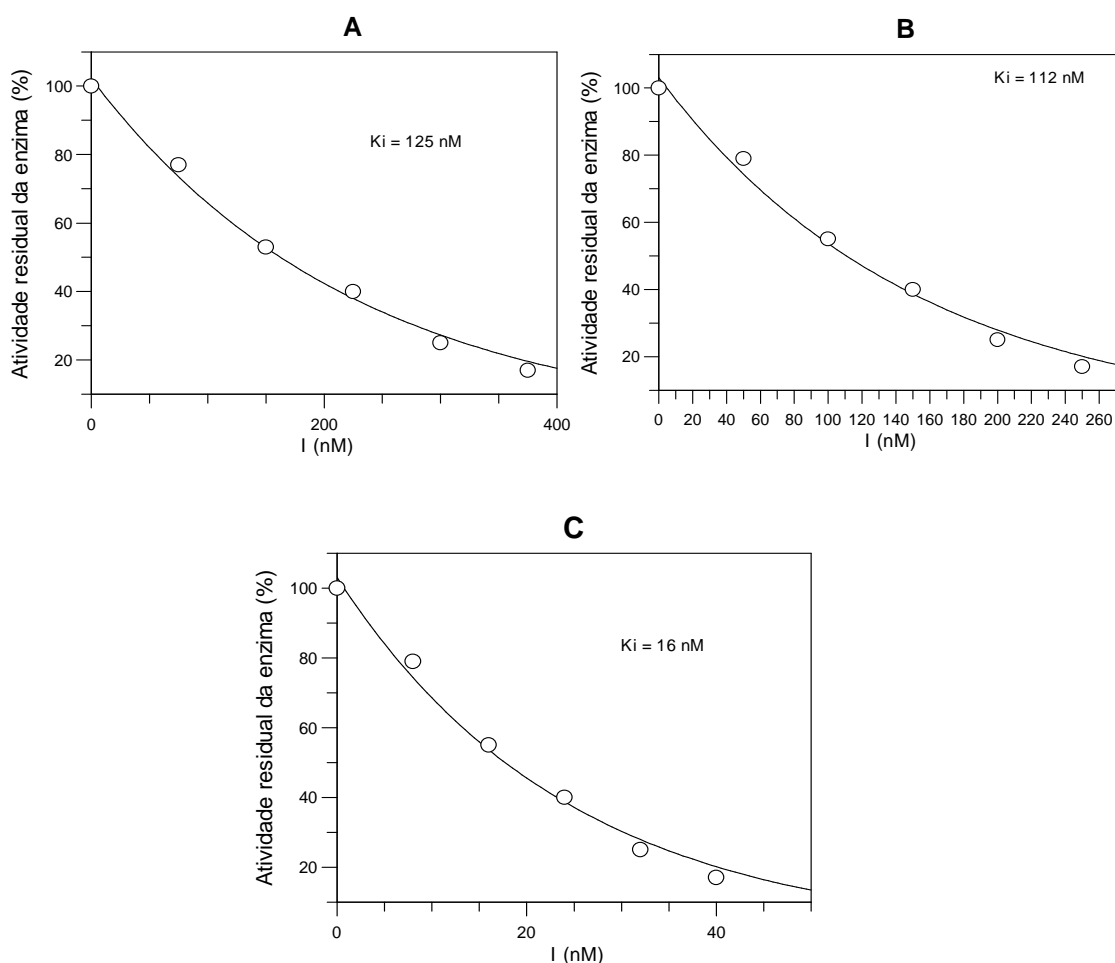 A
Atividade residual da enzima (%)
100
80
60
40
20
Ki = 125 nM
0
200
400
I (nM)
B
Atividade residual da enzima (%)
100
80
60
40
20
Ki = 112 nM
0 20 40 60 80 100 120 140 160 180 200 220 240 260
I (nM)
C
Atividade residual da enzima (%)
100
80
60
40
20
Ki = 16 nM
0
20
40
I (nM)